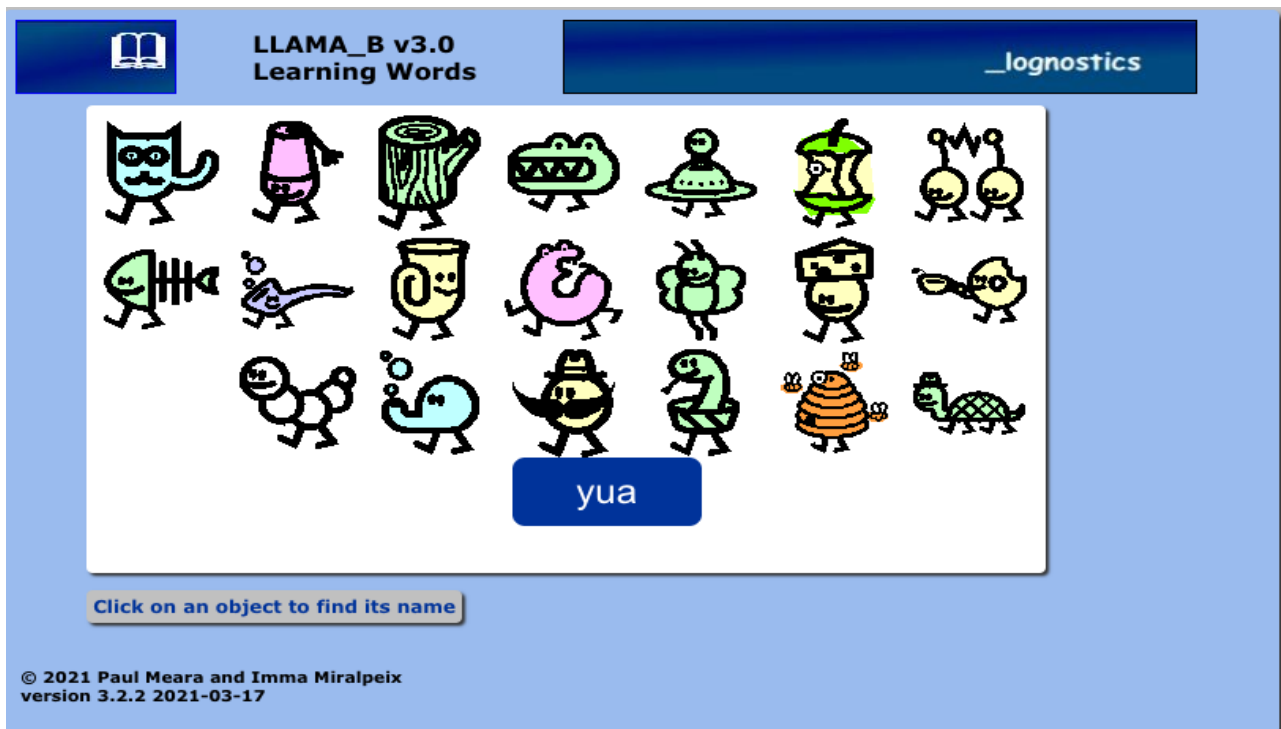 LLAMA_B v3.0
Learning Words
_lognostics
yua
Click on an object to find its name
© 2021 Paul Meara and Imma Miralpeix
version 3.2.2 2021-03-17